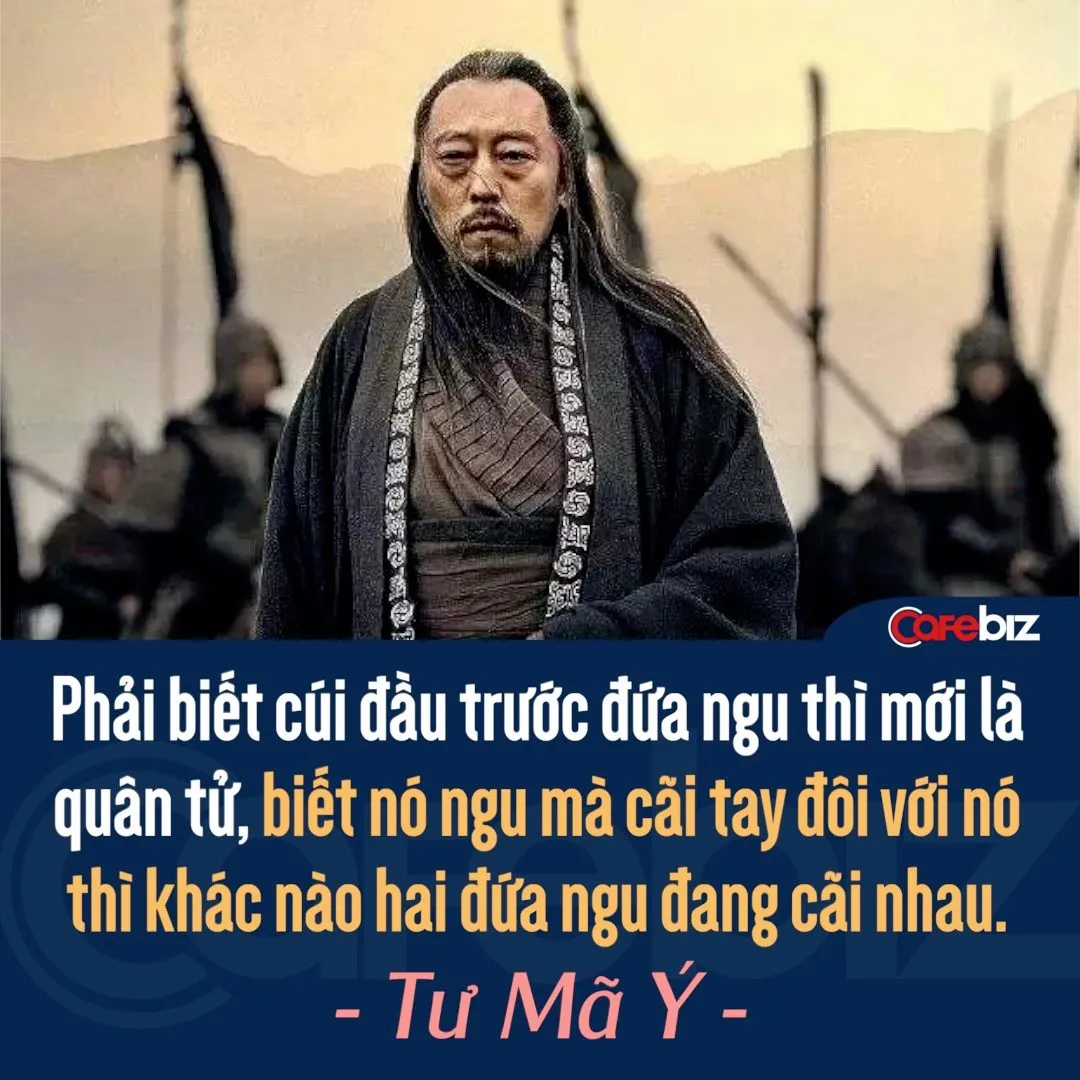 CafeBiz
Phải biết cúi đầu trước đứa ngu thì mới là
quân tử, biết nó ngu mà cãi tay đôi với nó
thì khác nào hai đứa ngu đang cãi nhau.
- Tư Mã Ý -